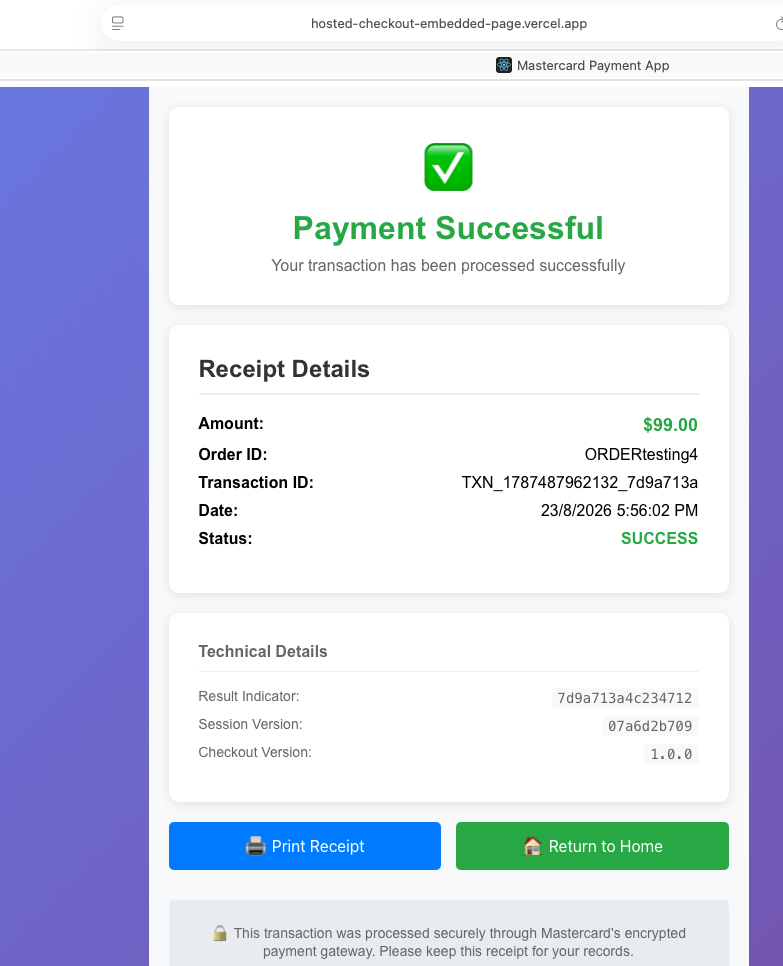 hosted-checkout-embedded-page.vercel.app
Mastercard Payment App
Payment Successful
Your transaction has been processed successfully
Receipt Details
Amount: $99.00
Order ID: ORDERtesting4
Transaction ID: TXN_1787487962132_7d9a713a
Date: 23/8/2026 5:56:02 PM
Status: SUCCESS
Technical Details
Result Indicator: 7d9a713a4c234712
Session Version: 07a6d2b709
Checkout Version: 1.0.0
Print Receipt
Return to Home
This transaction was processed securely through Mastercard's encrypted
payment gateway. Please keep this receipt for your records.